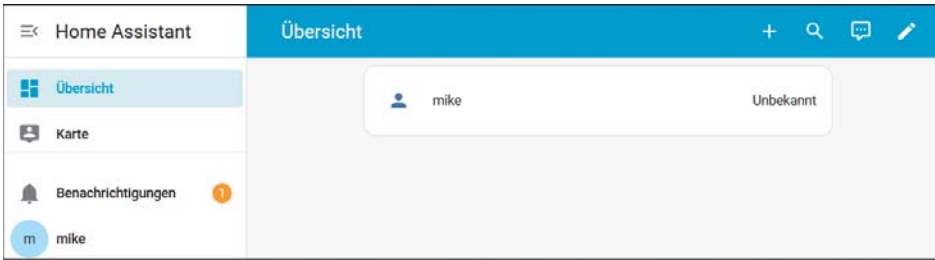 Home Assistant
Übersicht
Übersicht
Karte
Benachrichtigungen 1
m mike
mike Unbekannt